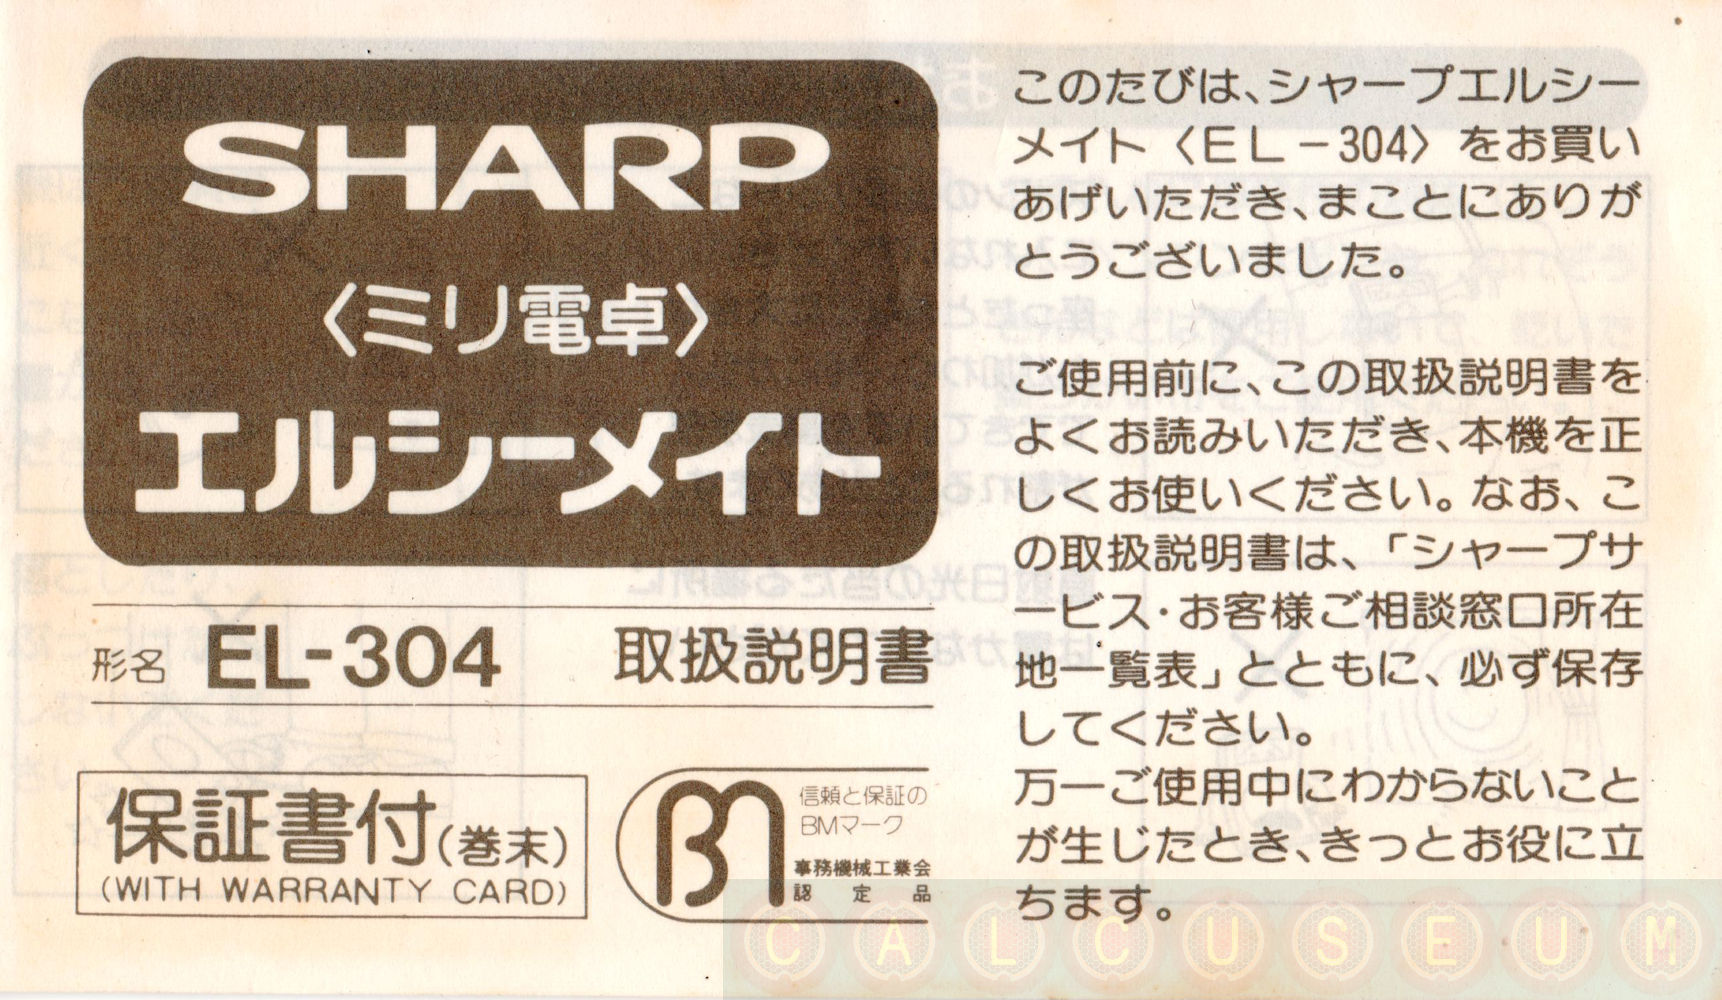 SHARP
〈ミリ電卓〉
エルシーメイト
形名 EL-304 取扱説明書
保証書付(巻末)
(WITH WARRANTY CARD)
信頼と保証の
BMマーク
事務機械工業会
認定品
このたびは、シャープエルシー
メイト〈EL-304〉をお買い
あげいただき、まことにありが
とうございました。
ご使用前に、この取扱説明書を
よくお読みいただき、本機を正
しくお使いください。なお、こ
の取扱説明書は、「シャープサ
ービス・お客様ご相談窓口所在
地一覧表」とともに、必ず保存
してください。
万一ご使用中にわからないこと
が生じたとき、きっとお役に立
ちます。
CALCUSEUM